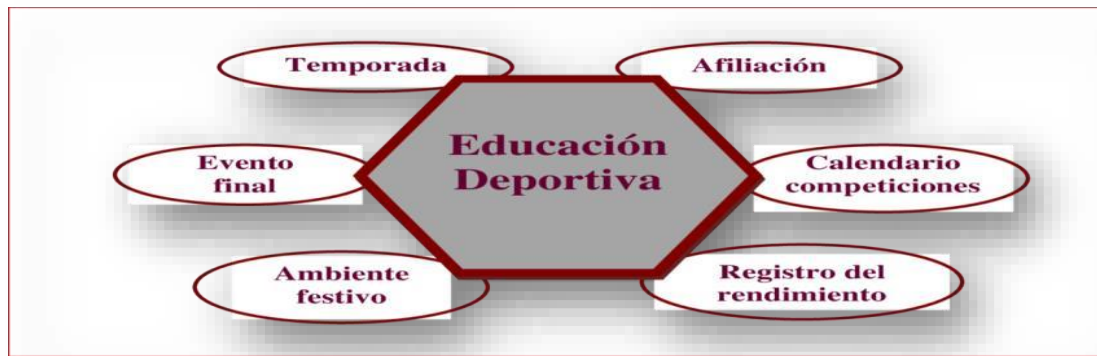 Temporada
Afiliación
Educación
Deportiva
Evento
final
Calendario
competiciones
Ambiente
festivo
Registro del
rendimiento